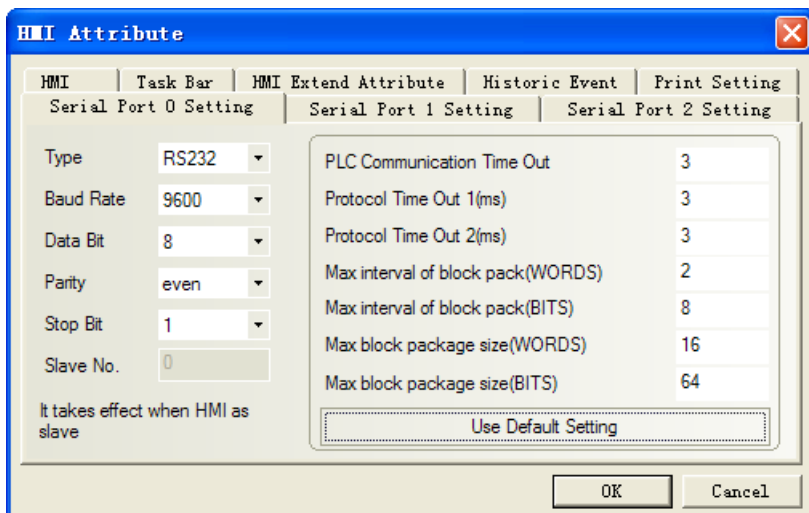 HMI Attribute
HMI
Task Bar
HMI Extend Attribute
Historic Event
Print Setting
Serial Port 0 Setting
Serial Port 1 Setting
Serial Port 2 Setting
Type
RS232
Baud Rate
9600
Data Bit
8
Parity
even
Stop Bit
1
Slave No.
0
It takes effect when HMI as
slave
PLC Communication Time Out
3
Protocol Time Out 1(ms)
3
Protocol Time Out 2(ms)
3
Max interval of block pack(WORDS)
2
Max interval of block pack(BITS)
8
Max block package size(WORDS)
16
Max block package size(BITS)
64
Use Default Setting
OK
Cancel